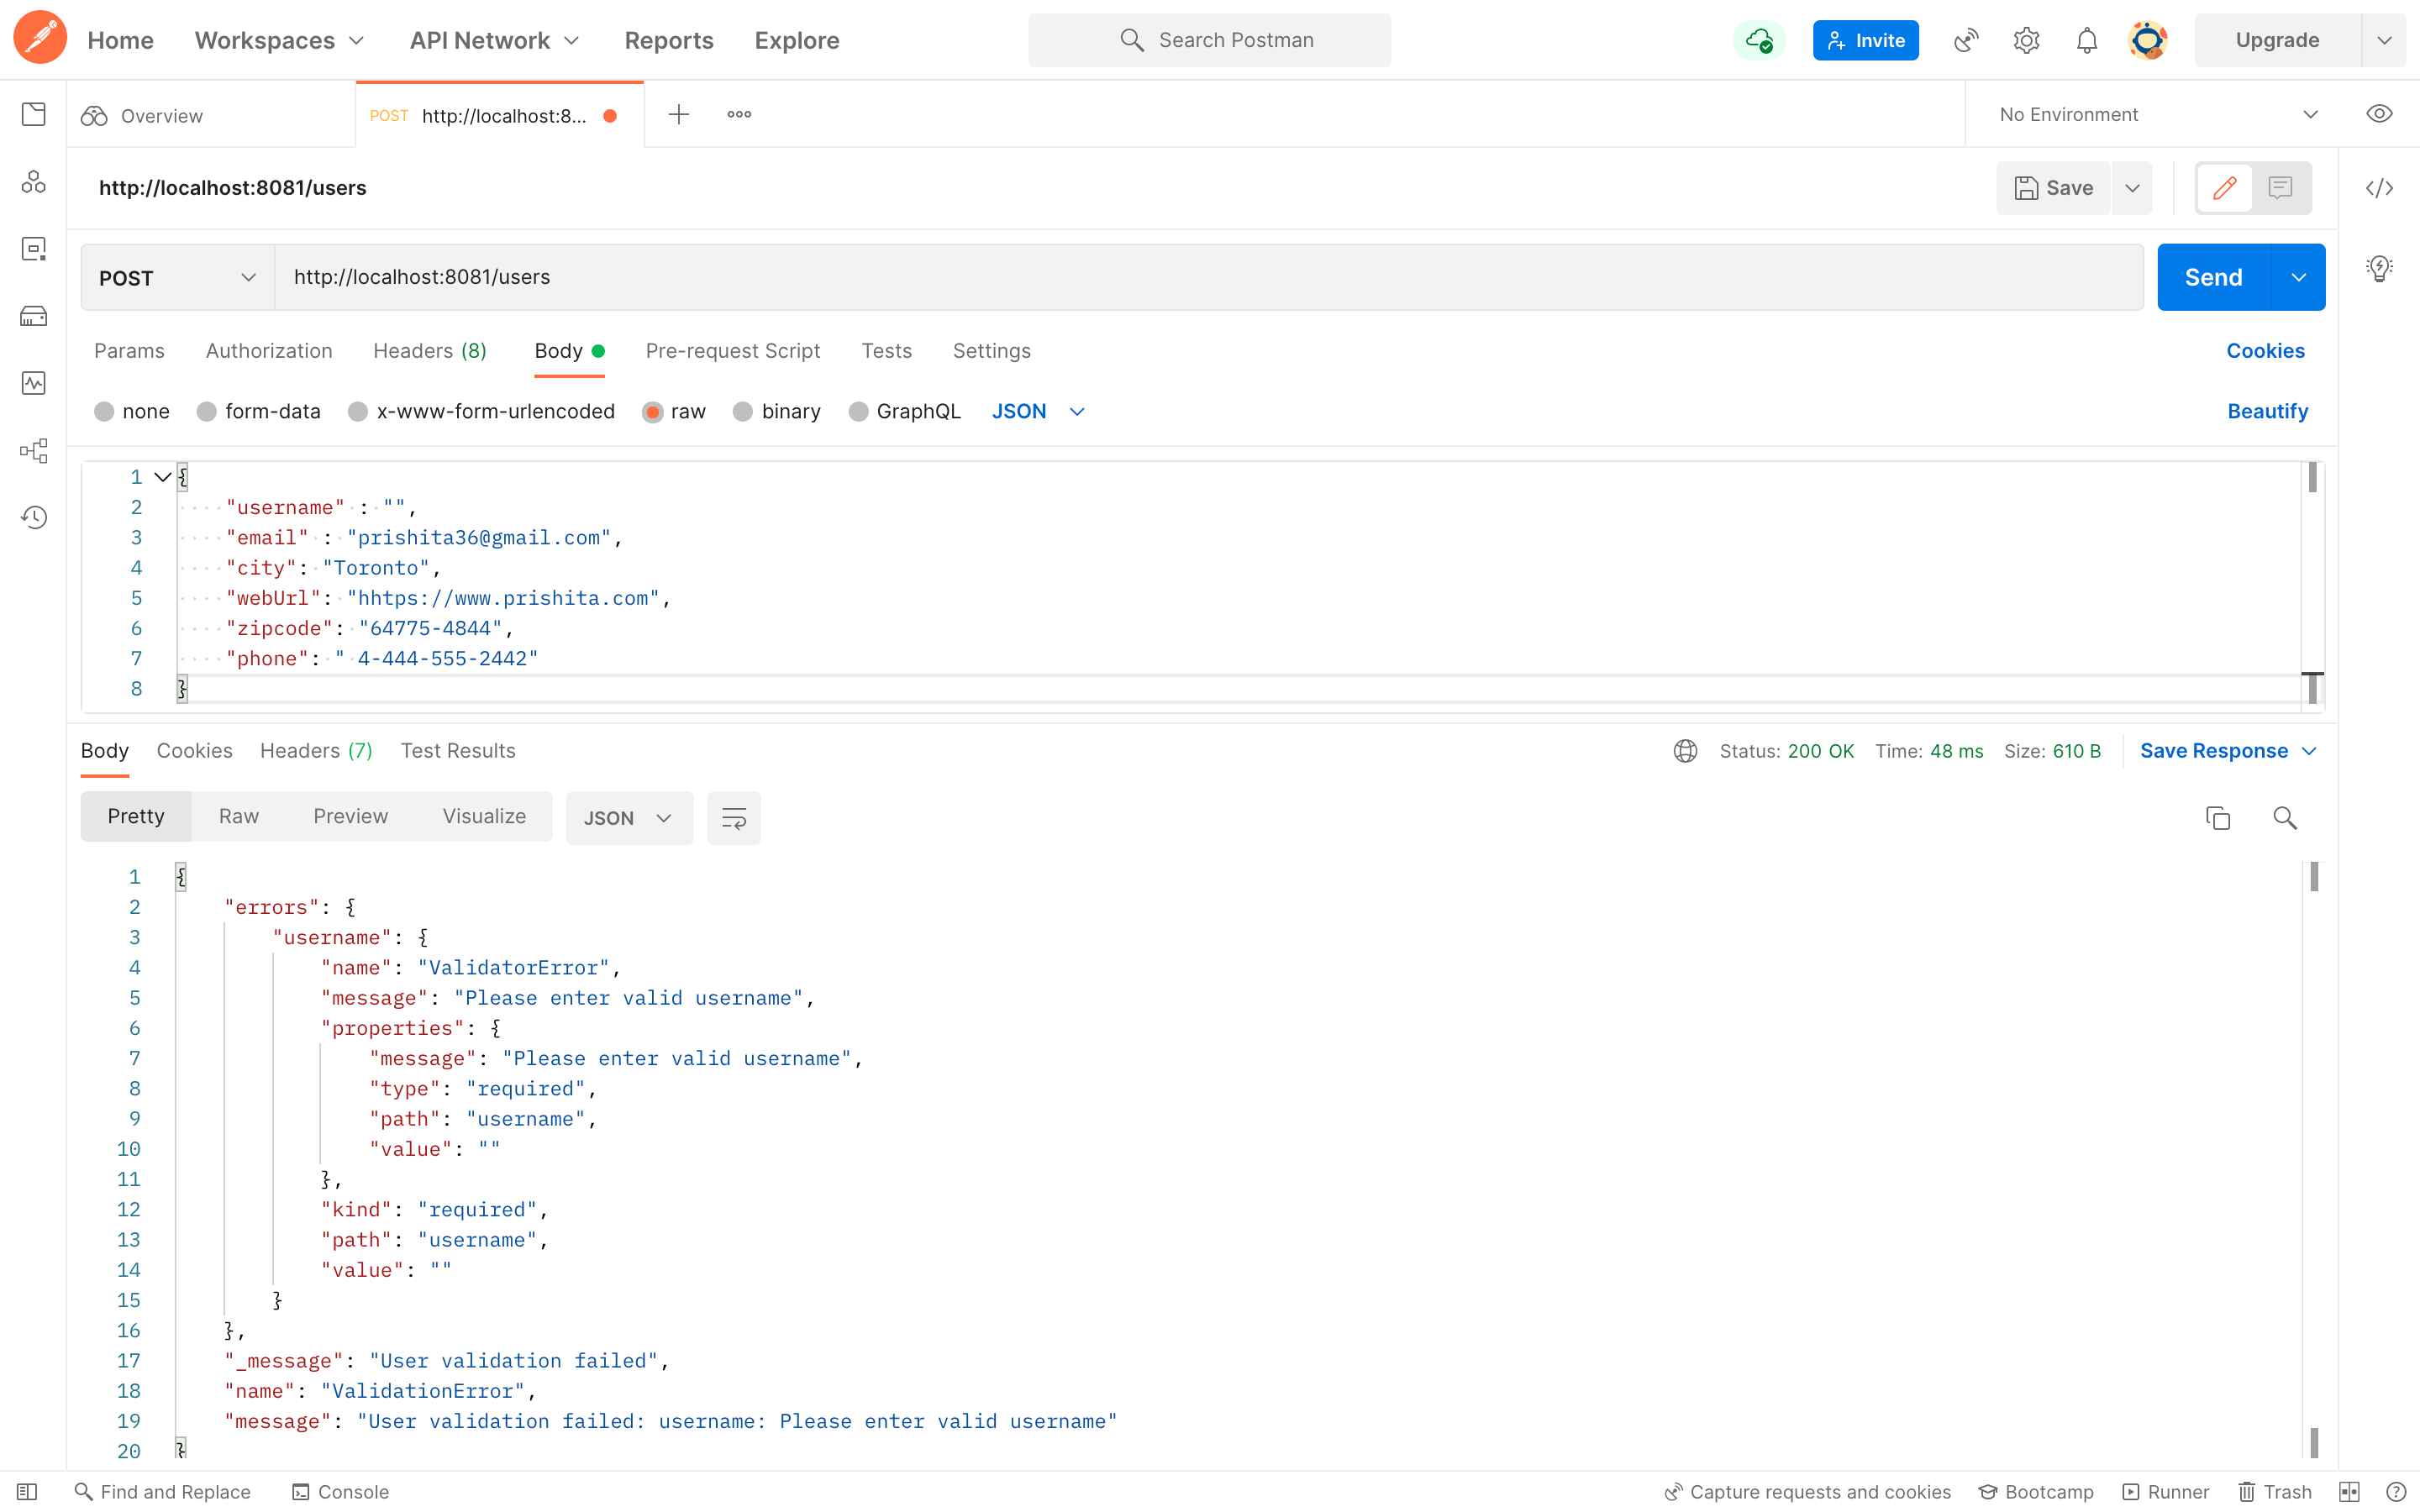 Home Workspaces API Network Reports Explore Search Postman Invite Upgrade
Overview POST http://localhost:8... No Environment
http://localhost:8081/users Save
POST http://localhost:8081/users Send
Params Authorization Headers (8) Body Pre-request Script Tests Settings Cookies
none form-data x-www-form-urlencoded raw binary GraphQL JSON Beautify
1 {
2 "username" : "",
3 "email" : "prishita36@gmail.com",
4 "city": "Toronto",
5 "webUrl": "hhtps://www.prishita.com",
6 "zipcode": "64775-4844",
7 "phone": " 4-444-555-2442"
8 }
Body Cookies Headers (7) Test Results Status: 200 OK Time: 48 ms Size: 610 B Save Response
Pretty Raw Preview Visualize JSON
1 {
2 "errors": {
3 "username": {
4 "name": "ValidatorError",
5 "message": "Please enter valid username",
6 "properties": {
7 "message": "Please enter valid username",
8 "type": "required",
9 "path": "username",
10 "value": ""
11 },
12 "kind": "required",
13 "path": "username",
14 "value": ""
15 }
16 },
17 "_message": "User validation failed",
18 "name": "ValidationError",
19 "message": "User validation failed: username: Please enter valid username"
20 }
Find and Replace Console Capture requests and cookies Bootcamp Runner Trash